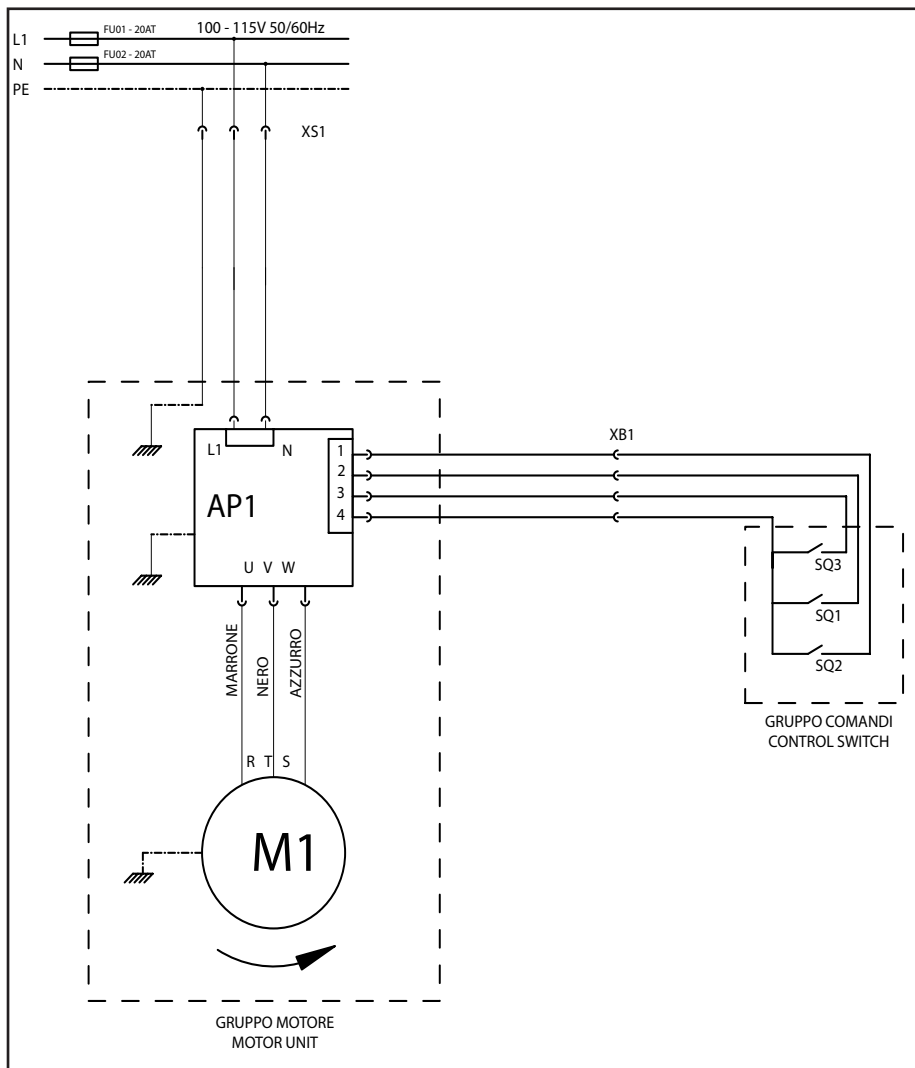 FU01 - 20AT
100 - 115V 50/60Hz
L1
FU02 - 20AT
N
PE
XS1
L1
N
1
2
3
4
XB1
AP1
U V W
SQ3
SQ1
SQ2
MARRONE
NERO
AZZURRO
GRUPPO COMANDI
CONTROL SWITCH
R T S
M1
GRUPPO MOTORE
MOTOR UNIT